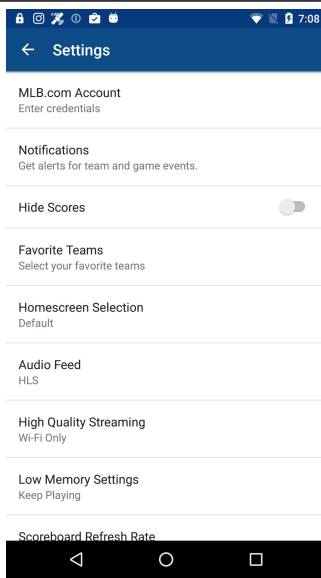 7:08
Settings
MLB.com Account
Enter credentials
Notifications
Get alerts for team and game events.
Hide Scores
Favorite Teams
Select your favorite teams
Homescreen Selection
Default
Audio Feed
HLS
High Quality Streaming
Wi-Fi Only
Low Memory Settings
Keep Playing
Scoreboard Refresh Rate